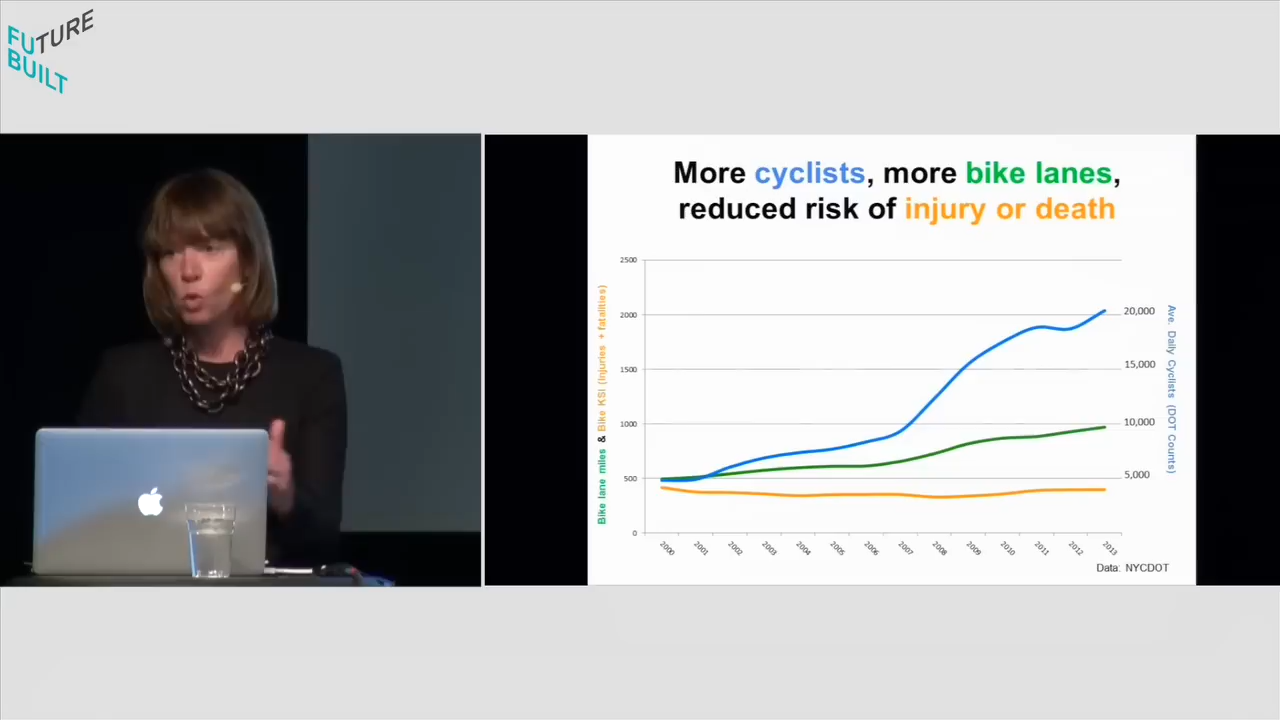 FUTURE
BUILT
More cyclists, more bike lanes,
reduced risk of injury or death
2500
2000
1500
1000
500
0
Bike lane miles & Bike KSI (Injuries + fatalities)
20,000
15,000
10,000
5,000
Ave. Daily Cyclists (DOT Counts)
2000 2001 2002 2003 2004 2005 2006 2007 2008 2009 2010 2011 2012 2013
Data: NYCDOT